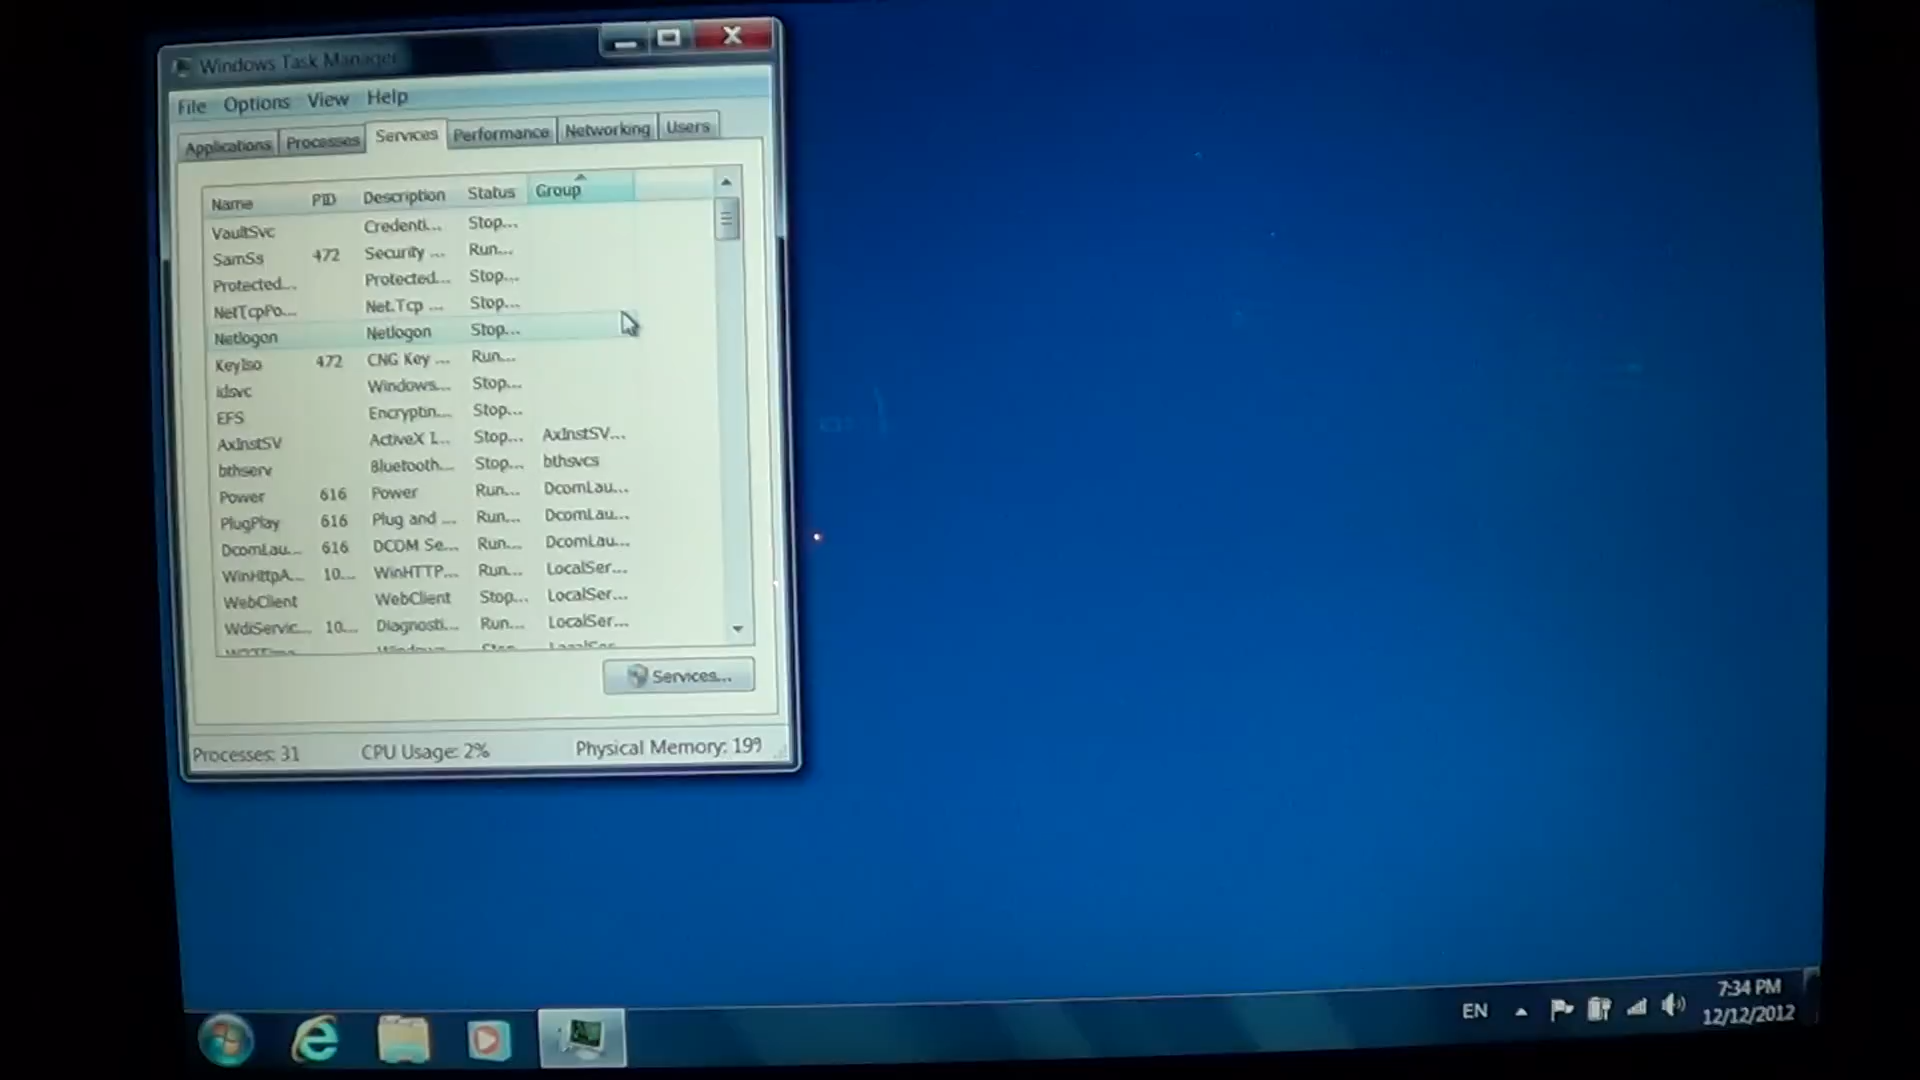 Windows Task Manager
File Options View Help
Applications Processes Services Performance Networking Users
Name PID Description Status Group
VaultSvc Credenti... Stop...
SamSs 472 Security ... Run...
Protected... Protected... Stop...
NetTcpPo... Net.Tcp ... Stop...
Netlogon Netlogon Stop...
KeyIso 472 CNG Key ... Run...
idsvc Windows... Stop...
EFS Encryptin... Stop...
AxInstSV ActiveX I... Stop... AxInstSV...
bthserv Bluetooth... Stop... bthsvcs
Power 616 Power Run... DcomLau...
PlugPlay 616 Plug and ... Run... DcomLau...
DcomLau... 616 DCOM Se... Run... DcomLau...
WinHttpA... 10... WinHTTP... Run... LocalSer...
WebClient WebClient Stop... LocalSer...
WdiServic... 10... Diagnosti... Run... LocalSer...
Services...
Processes: 31 CPU Usage: 2% Physical Memory: 199
EN
7:34 PM
12/12/2012